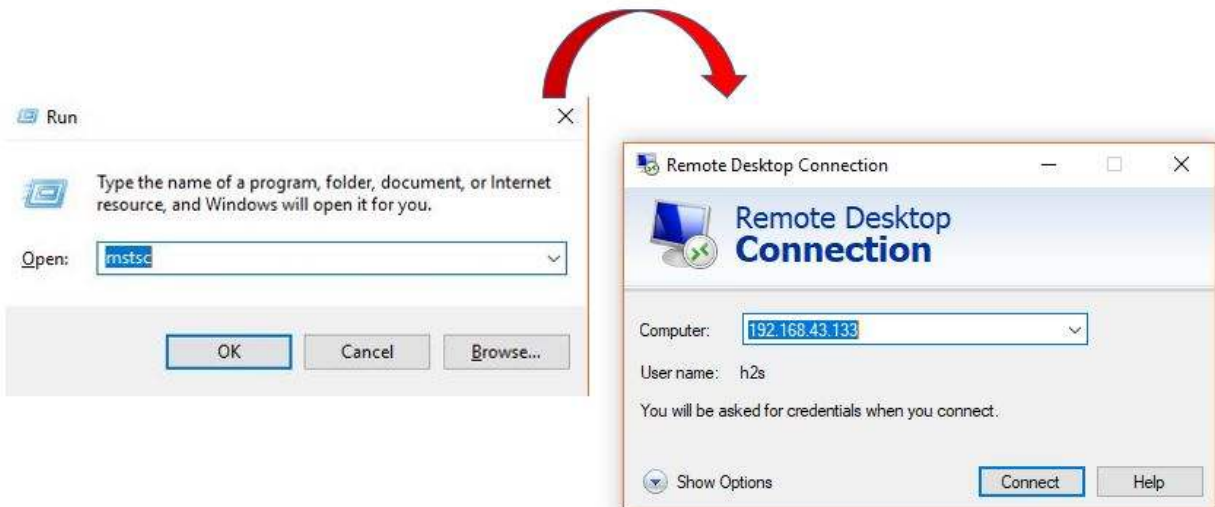 Run
Type the name of a program, folder, document, or Internet
resource, and Windows will open it for you.
Open:
mstsc
OK
Cancel
Browse...
Remote Desktop Connection
Remote Desktop
Connection
Computer:
192.168.43.133
User name:
h2s
You will be asked for credentials when you connect.
Show Options
Connect
Help